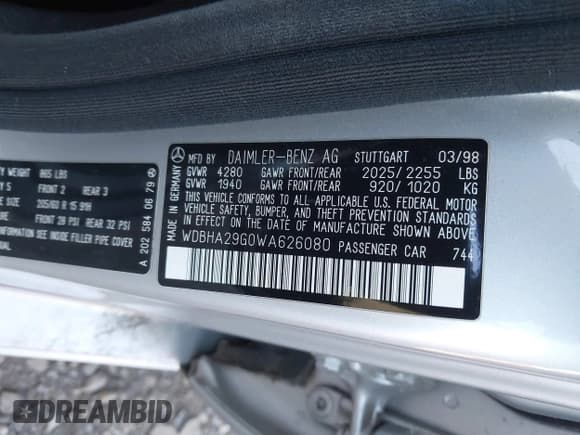 Y WEIGHT 865 LBS
Y 5 FRONT 2 REAR 3
205/60 R 15 91H
FRONT 29 PSI REAR 32 PSI
INFORMATION SEE INSIDE FILLER PIPE COVER
A 202 584 06 79
MADE IN GERMANY
MFD BY DAIMLER-BENZ AG STUTTGART 03/98
GVWR 4280 GAWR FRONT/REAR 2025/2255 LBS
GVWR 1940 GAWR FRONT/REAR 920/1020 KG
THIS VEHICLE CONFORMS TO ALL APPLICABLE U.S. FEDERAL MOTOR
VEHICLE SAFETY, BUMPER, AND THEFT PREVENTION STANDARDS
IN EFFECT ON THE DATE OF MANUFACTURE SHOWN ABOVE
WDBHA29G0WA626080 PASSENGER CAR 744
DREAMBID